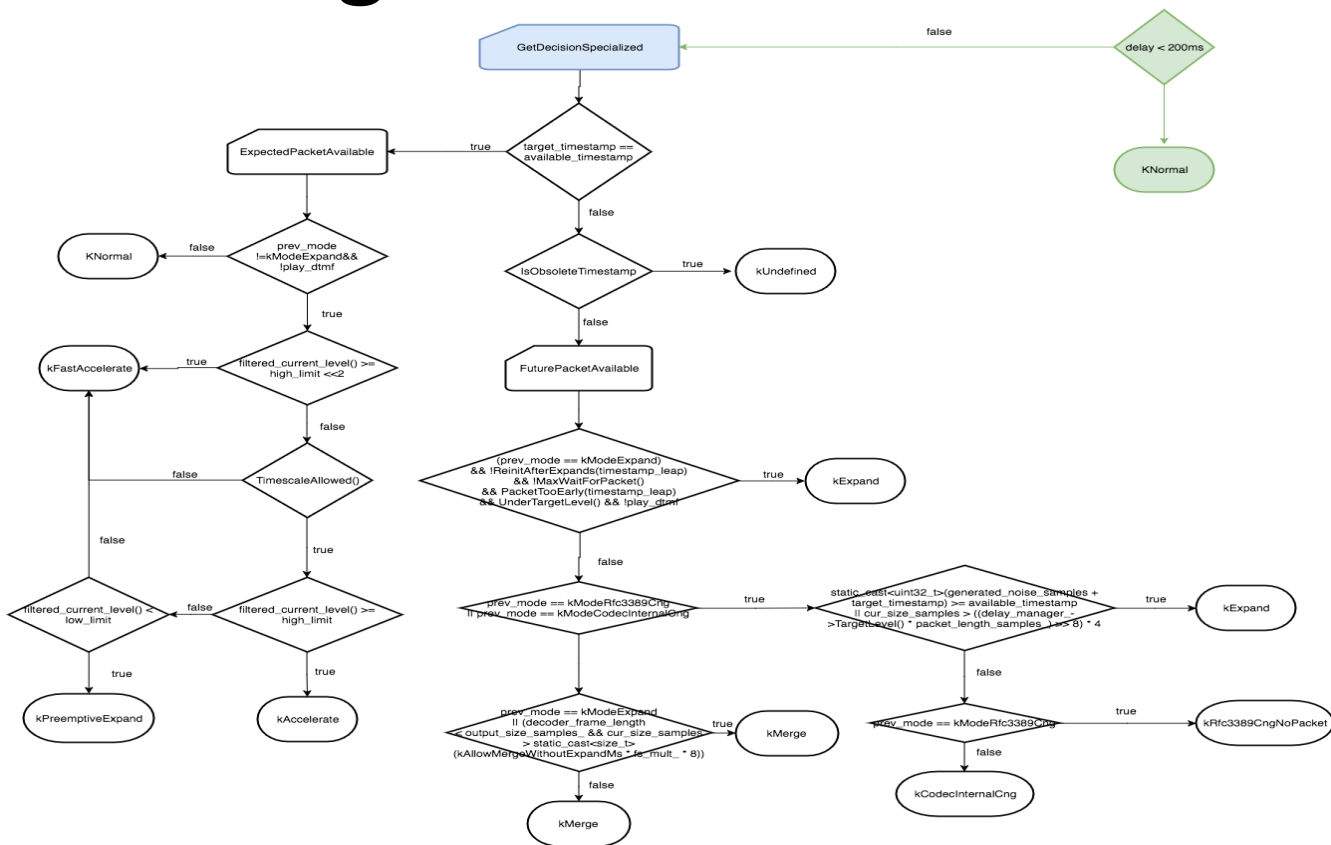 g
false
GetDecisionSpecialized
delay < 200ms
true
target_timestamp ==
available_timestamp
ExpectedPacketAvailable
KNormal
false
prev_mode
!=kModeExpand&&
!play_dtmf
false
KNormal
IsObsoleteTimestamp
true
kUndefined
true
false
filtered_current_level() >=
high_limit <<2
true
kFastAccelerate
FuturePacketAvailable
false
(prev_mode == kModeExpand)
&& !ReinitAfterExpands(timestamp_leap)
&& !MaxWaitForPacket()
&& PacketTooEarly(timestamp_leap)
&& UnderTargetLevel() && !play_dtmf
true
kExpand
TimescaleAllowed()
false
true
false
false
filtered_current_level() <
low_limit
false
filtered_current_level() >=
high_limit
prev_mode == kModeRfc3389Cng
|| prev_mode == kModeCodecInternalCng
true
static_cast<uint32_t>(generated_noise_samples +
target_timestamp) >= available_timestamp
|| cur_size_samples > ((delay_manager_-
>TargetLevel() * packet_length_samples_) >> 8) * 4
true
kExpand
true
true
false
kPreemptiveExpand
kAccelerate
prev_mode == kModeExpand
|| (decoder_frame_length
< output_size_samples_ && cur_size_samples
> static_cast<size_t>
(kAllowMergeWithoutExpandMs * fs_mult_ * 8))
true
kMerge
prev_mode == kModeRfc3389Cng
true
kRfc3389CngNoPacket
false
false
kCodecInternalCng
kMerge